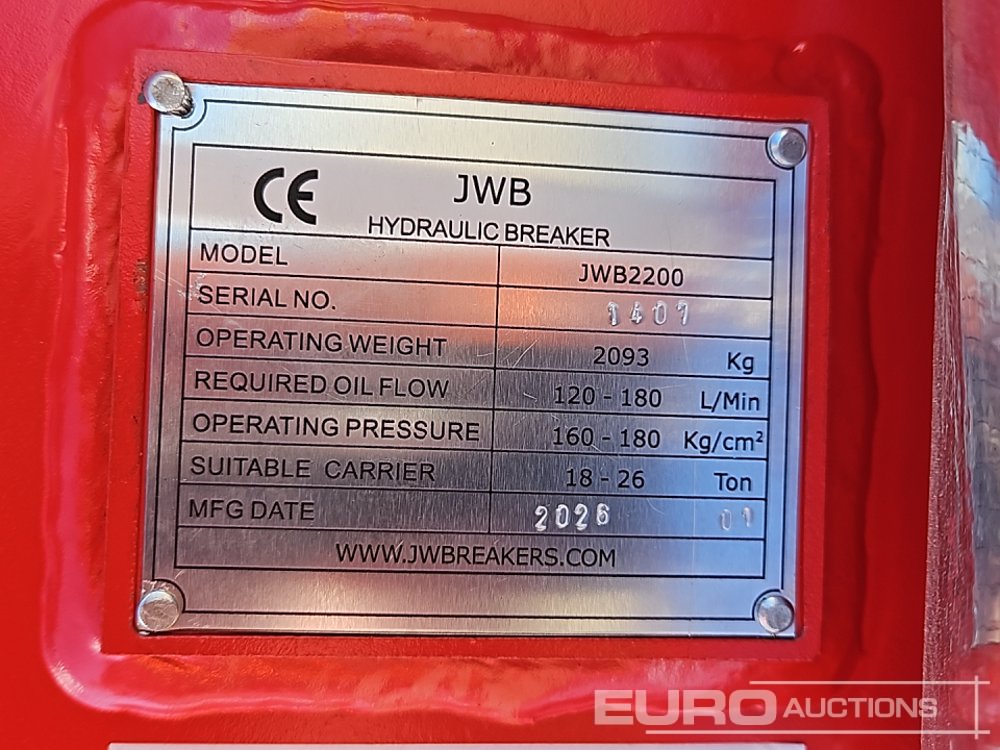 CE
JWB
HYDRAULIC BREAKER
MODEL JWB2200
SERIAL NO. 1407
OPERATING WEIGHT 2093 Kg
REQUIRED OIL FLOW 120 - 180 L/Min
OPERATING PRESSURE 160 - 180 Kg/cm²
SUITABLE CARRIER 18 - 26 Ton
MFG DATE 2026 01
WWW.JWBREAKERS.COM
EURO AUCTIONS